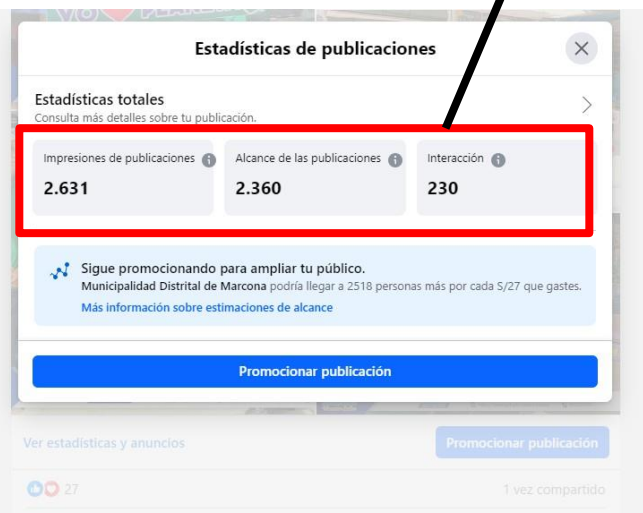 Estadísticas de publicaciones
Estadísticas totales
Consulta más detalles sobre tu publicación.
Impresiones de publicaciones
2.631
Alcance de las publicaciones
2.360
Interacción
230
Sigue promocionando para ampliar tu público.
Municipalidad Distrital de Marcona podría llegar a 2518 personas más por cada S/27 que gastes.
Más información sobre estimaciones de alcance
Promocionar publicación
Ver estadísticas y anuncios
Promocionar publicación
27
1 vez compartido